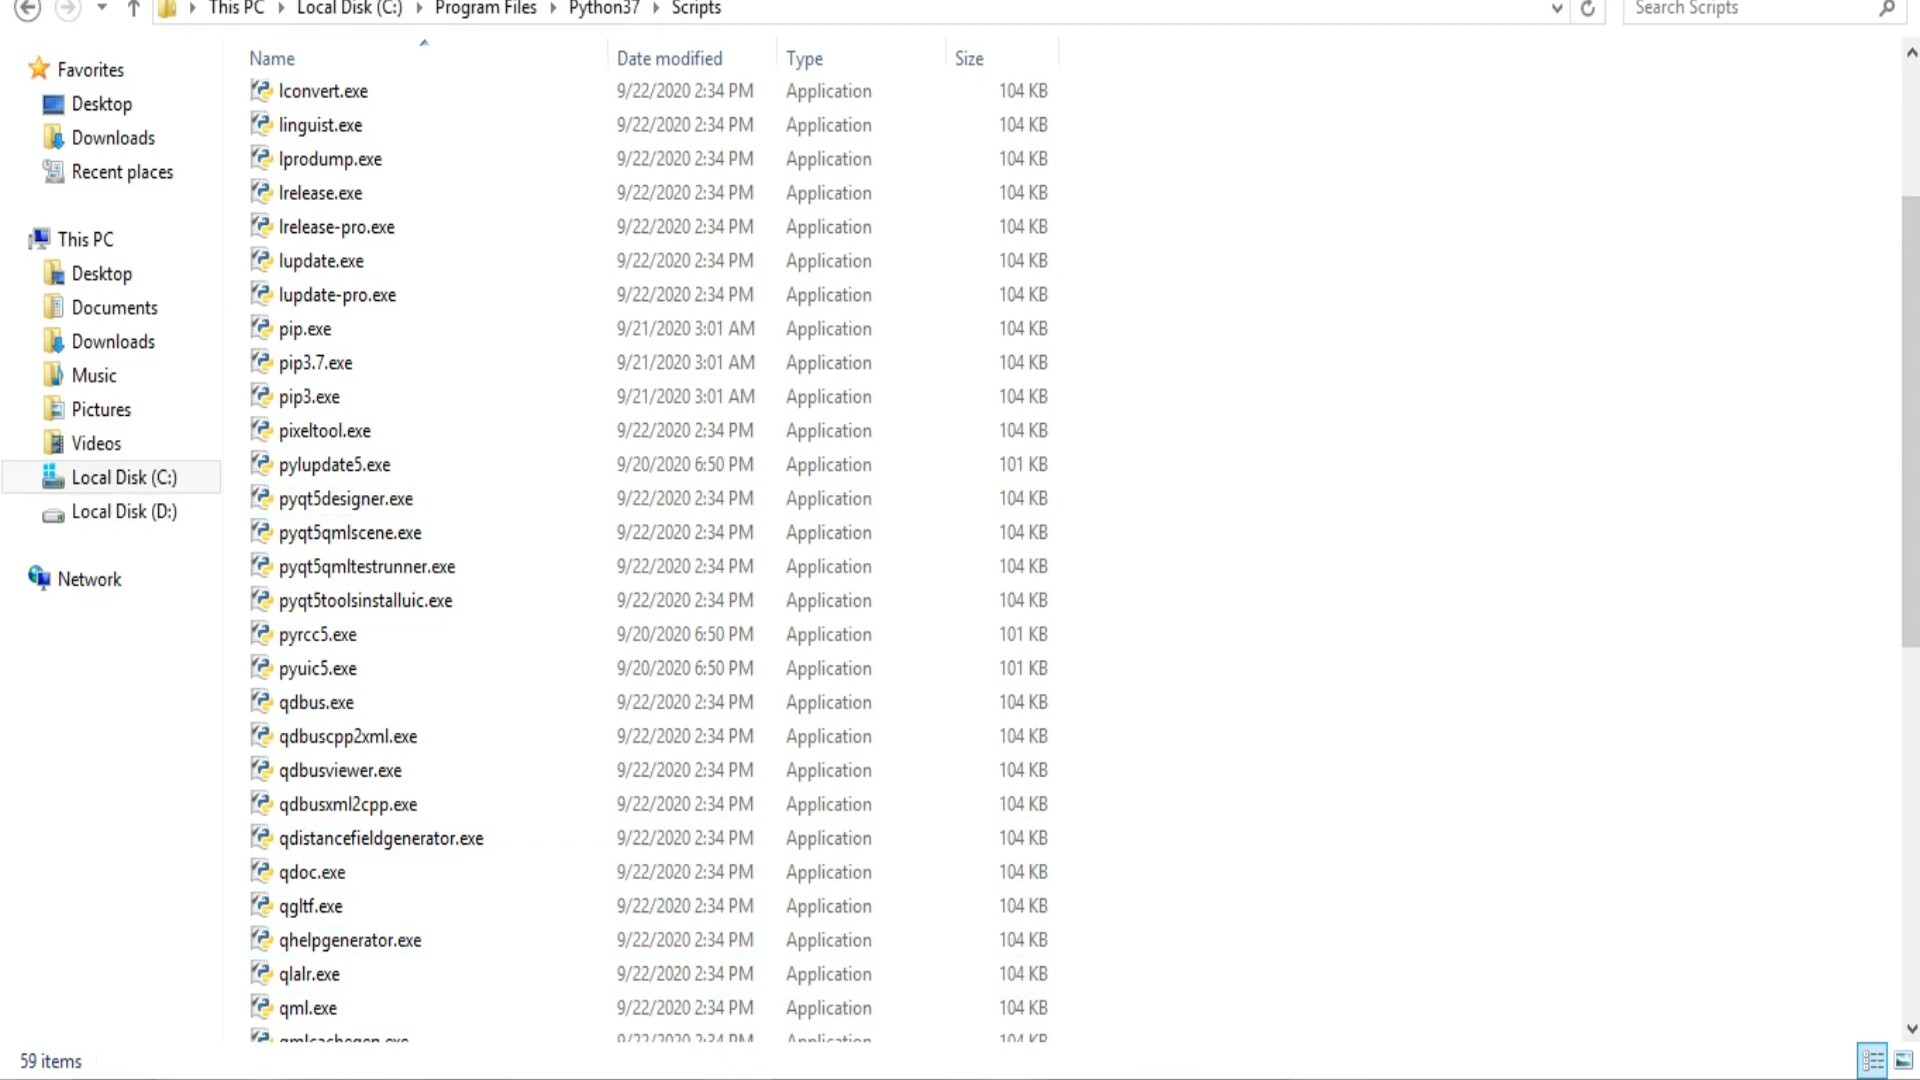 This PC Local Disk (C:) Program Files Python37 Scripts Search Scripts
Name Date modified Type Size
Favorites
Desktop
Downloads
Recent places
This PC
Desktop
Documents
Downloads
Music
Pictures
Videos
Local Disk (C:)
Local Disk (D:)
Network
lconvert.exe 9/22/2020 2:34 PM Application 104 KB
linguist.exe 9/22/2020 2:34 PM Application 104 KB
lprodump.exe 9/22/2020 2:34 PM Application 104 KB
lrelease.exe 9/22/2020 2:34 PM Application 104 KB
lrelease-pro.exe 9/22/2020 2:34 PM Application 104 KB
lupdate.exe 9/22/2020 2:34 PM Application 104 KB
lupdate-pro.exe 9/22/2020 2:34 PM Application 104 KB
pip.exe 9/21/2020 3:01 AM Application 104 KB
pip3.7.exe 9/21/2020 3:01 AM Application 104 KB
pip3.exe 9/21/2020 3:01 AM Application 104 KB
pixeltool.exe 9/22/2020 2:34 PM Application 104 KB
pylupdate5.exe 9/20/2020 6:50 PM Application 101 KB
pyqt5designer.exe 9/22/2020 2:34 PM Application 104 KB
pyqt5qmlscene.exe 9/22/2020 2:34 PM Application 104 KB
pyqt5qmltestrunner.exe 9/22/2020 2:34 PM Application 104 KB
pyqt5toolsinstalluic.exe 9/22/2020 2:34 PM Application 104 KB
pyrcc5.exe 9/20/2020 6:50 PM Application 101 KB
pyuic5.exe 9/20/2020 6:50 PM Application 101 KB
qdbus.exe 9/22/2020 2:34 PM Application 104 KB
qdbuscpp2xml.exe 9/22/2020 2:34 PM Application 104 KB
qdbusviewer.exe 9/22/2020 2:34 PM Application 104 KB
qdbusxml2cpp.exe 9/22/2020 2:34 PM Application 104 KB
qdistancefieldgenerator.exe 9/22/2020 2:34 PM Application 104 KB
qdoc.exe 9/22/2020 2:34 PM Application 104 KB
qgltf.exe 9/22/2020 2:34 PM Application 104 KB
qhelpgenerator.exe 9/22/2020 2:34 PM Application 104 KB
qlalr.exe 9/22/2020 2:34 PM Application 104 KB
qml.exe 9/22/2020 2:34 PM Application 104 KB
qmlcachegen.exe 9/22/2020 2:34 PM Application 104 KB
59 items